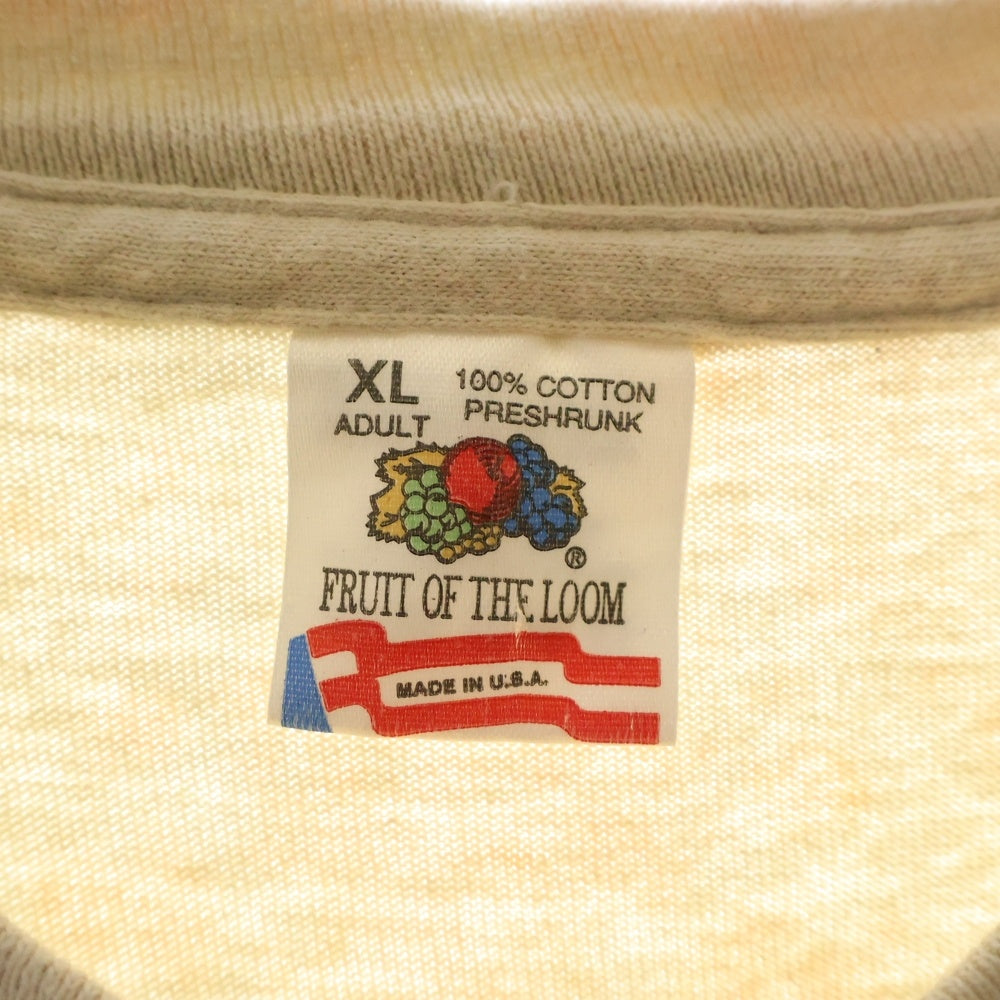 XL
ADULT
100% COTTON
PRESHRUNK
®
FRUIT OF THE LOOM
MADE IN U.S.A.